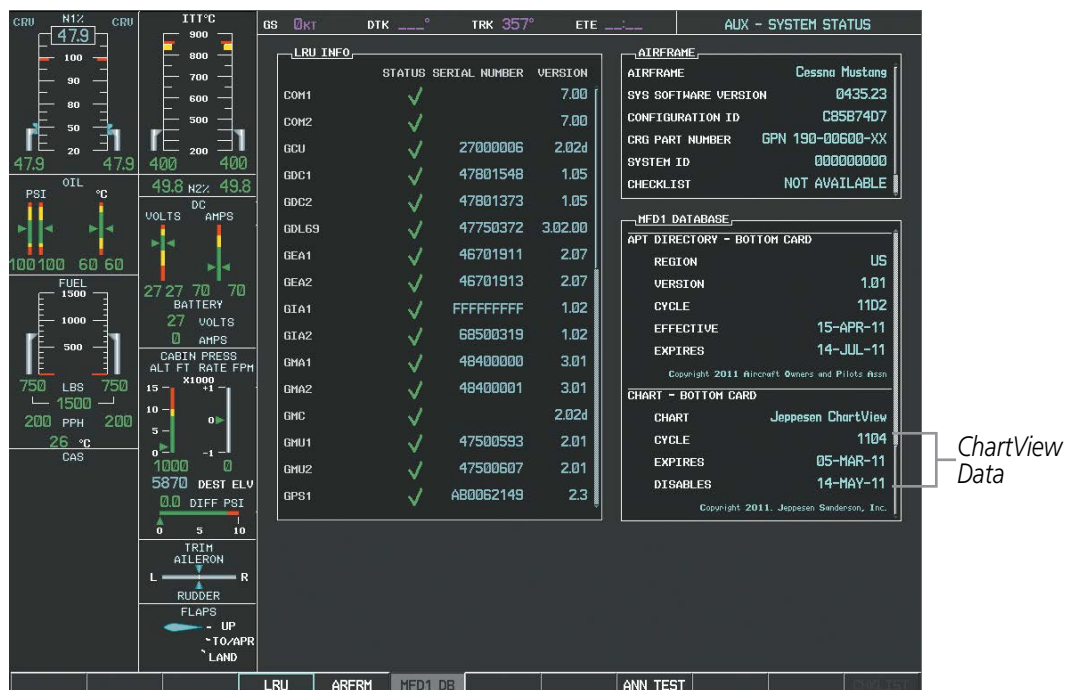 GS 0KT DTK ___° TRK 357° ETE __:__ AUX - SYSTEM STATUS
CRU N1% CRU
47.9
100
90
80
50
20
47.9 47.9
ITT°C
900
800
700
600
500
200
400 400
OIL
PSI °C
100 100 60 60
49.8 N2% 49.8
DC
VOLTS AMPS
27 27 70 70
BATTERY
27 VOLTS
0 AMPS
FUEL
1500
1000
500
750 LBS 750
1500
200 PPH 200
26 °C
CAS
CABIN PRESS
ALT FT RATE FPM
X1000
15 +1
10
5 0
0 -1
1000 0
5870 DEST ELV
0.0 DIFF PSI
0 5 10
TRIM
AILERON
L R
RUDDER
FLAPS
UP
TO/APR
LAND
LRU INFO
STATUS SERIAL NUMBER VERSION
COM1 ✓ 7.00
COM2 ✓ 7.00
GCU ✓ 27000006 2.02d
GDC1 ✓ 47801548 1.05
GDC2 ✓ 47801373 1.05
GDL69 ✓ 47750372 3.02.00
GEA1 ✓ 46701911 2.07
GEA2 ✓ 46701913 2.07
GIA1 ✓ FFFFFFFFF 1.02
GIA2 ✓ 68500319 1.02
GMA1 ✓ 48400000 3.01
GMA2 ✓ 48400001 3.01
GMC ✓ 2.02d
GMU1 ✓ 47500593 2.01
GMU2 ✓ 47500607 2.01
GPS1 ✓ AB0062149 2.3
AIRFRAME
AIRFRAME Cessna Mustang
SYS SOFTWARE VERSION 0435.23
CONFIGURATION ID C85B74D7
CRG PART NUMBER GPN 190-00600-XX
SYSTEM ID 000000000
CHECKLIST NOT AVAILABLE
MFD1 DATABASE
APT DIRECTORY - BOTTOM CARD
REGION US
VERSION 1.01
CYCLE 11D2
EFFECTIVE 15-APR-11
EXPIRES 14-JUL-11
Copyright 2011 Aircraft Owners and Pilots Assn
CHART - BOTTOM CARD
CHART Jeppesen ChartView
CYCLE 1104
EXPIRES 05-MAR-11
DISABLES 14-MAY-11
Copyright 2011. Jeppesen Sanderson, Inc.
ChartView
Data
LRU ARFRM MFD1 DB ANN TEST CHKLIST